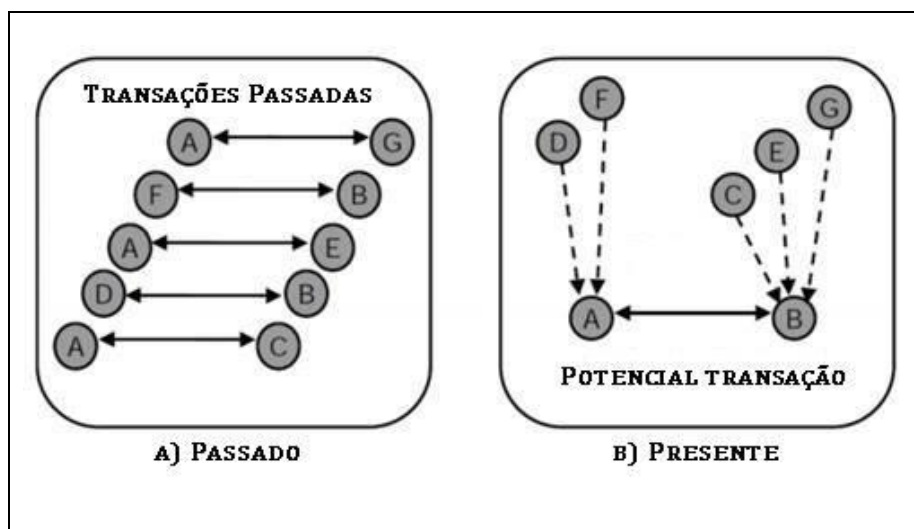 TRANSAÇÕES PASSADAS
A G
F B
A E
D B
A C
A) PASSADO
F
D
G
E
C
A B
POTENCIAL TRANSAÇÃO
B) PRESENTE